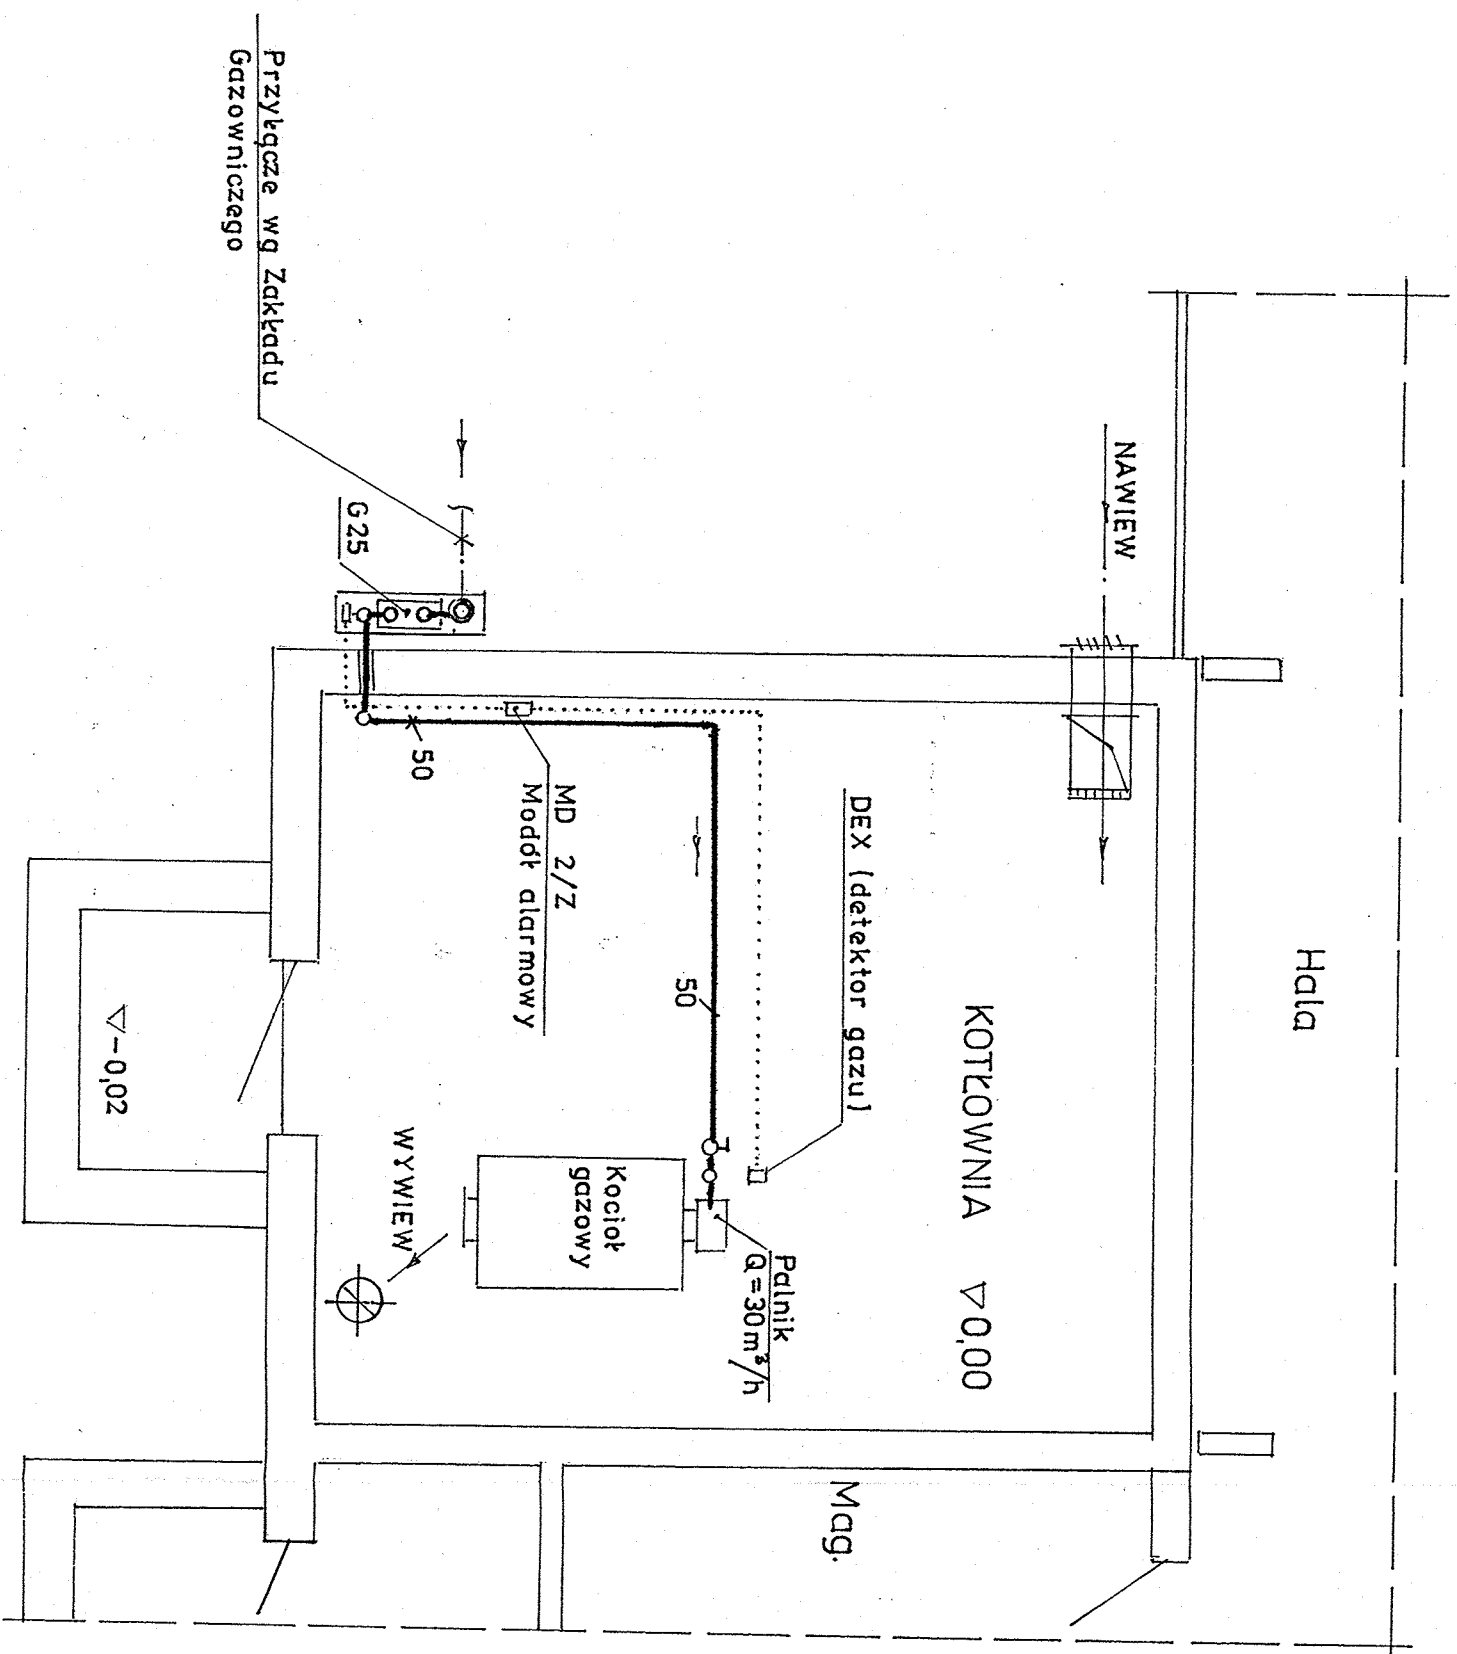 Hala
NAWIEW
KOTŁOWNIA ▽0,00
DEX (detektor gazu)
Palnik
Q=30m³/h
Mag.
50
Kocioł
gazowy
MD 2/Z
Modół alarmowy
50
WYWIEW
G25
Przyłącze wg Zakładu
Gazowniczego
▽-0,02